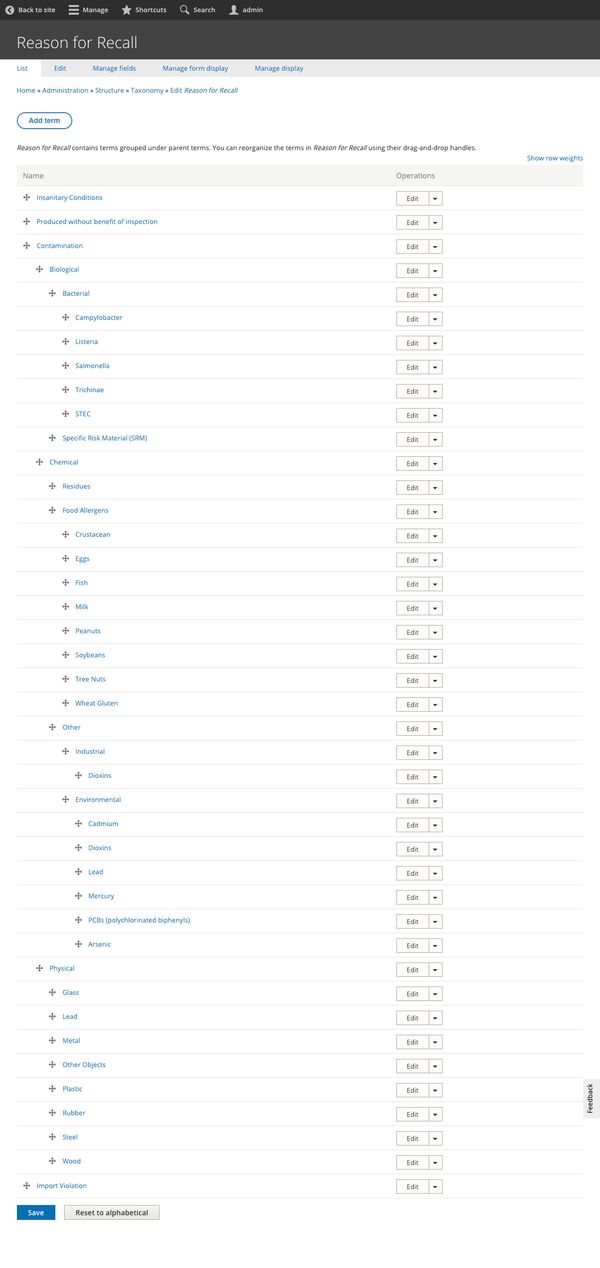 Back to site Manage Shortcuts Search admin
Reason for Recall
List Edit Manage fields Manage form display Manage display
Home » Administration » Structure » Taxonomy » Edit Reason for Recall
Add term
Reason for Recall contains terms grouped under parent terms. You can reorganize the terms in Reason for Recall using their drag-and-drop handles.
Show row weights
Name Operations
Insanitary Conditions Edit
Produced without benefit of inspection Edit
Contamination Edit
Biological Edit
Bacterial Edit
Campylobacter Edit
Listeria Edit
Salmonella Edit
Trichinae Edit
STEC Edit
Specific Risk Material (SRM) Edit
Chemical Edit
Residues Edit
Food Allergens Edit
Crustacean Edit
Eggs Edit
Fish Edit
Milk Edit
Peanuts Edit
Soybeans Edit
Tree Nuts Edit
Wheat Gluten Edit
Other Edit
Industrial Edit
Dioxins Edit
Environmental Edit
Cadmium Edit
Dioxins Edit
Lead Edit
Mercury Edit
PCBs (polychlorinated biphenyls) Edit
Arsenic Edit
Physical Edit
Glass Edit
Lead Edit
Metal Edit
Other Objects Edit
Plastic Edit
Rubber Edit
Steel Edit
Wood Edit
Import Violation Edit
Save Reset to alphabetical
Feedback